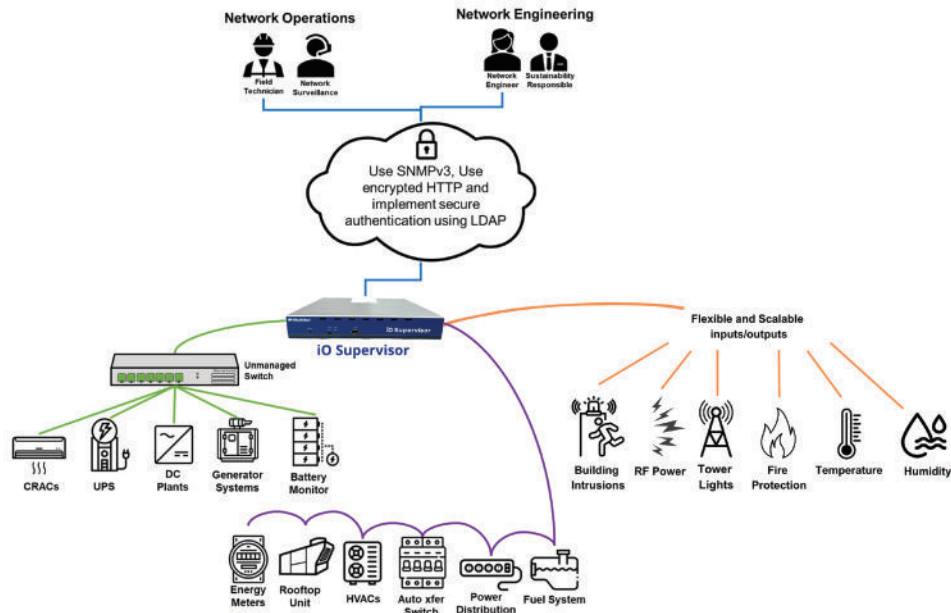 Network Operations
Network Engineering
Field
Technician
Network
Surveillance
Network
Engineer
Sustainability
Responsible
Use SNMPv3, Use
encrypted HTTP and
implement secure
authentication using LDAP
iO Supervisor
iO Supervisor
Unmanaged
Switch
Flexible and Scalable
inputs/outputs
CRACs
UPS
DC
Plants
Generator
Systems
Battery
Monitor
Building
Intrusions
RF Power
Tower
Lights
Fire
Protection
Temperature
Humidity
Energy
Meters
Rooftop
Unit
HVACs
Auto xfer
Switch
Power
Distribution
Fuel System